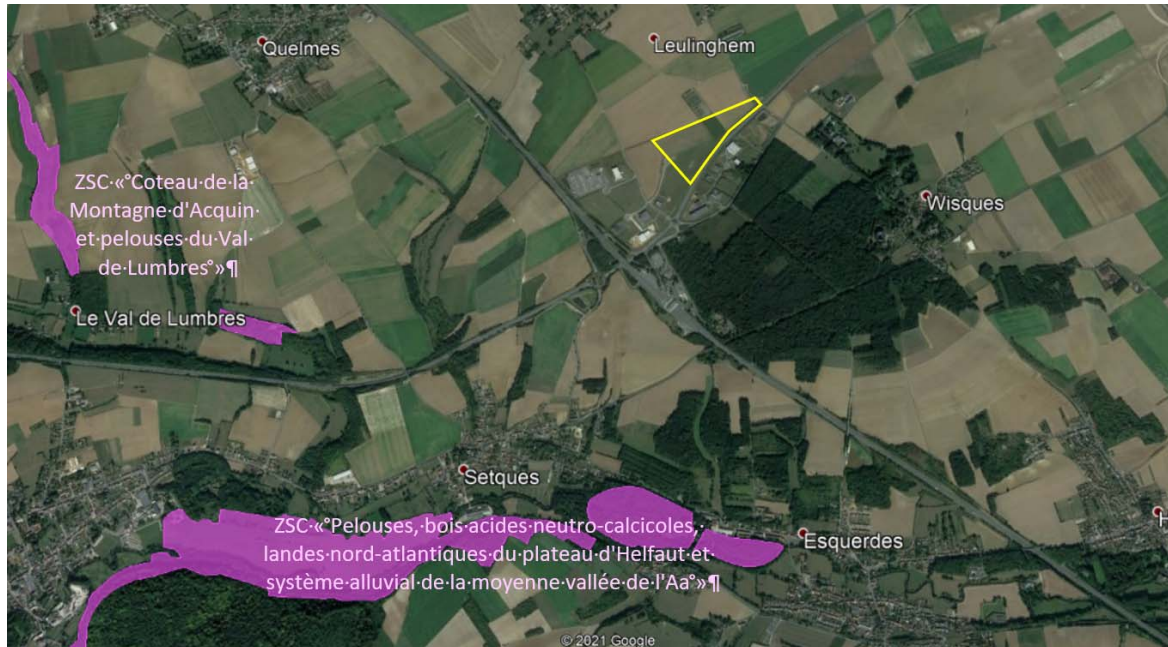 Quelmes
Leulinghem
ZSC·«°Coteau·de·la·
Montagne·d'Acquin·
et·pelouses·du·Val·
de·Lumbres°»¶
Wisques
Le Val de Lumbres
Setques
ZSC·«°Pelouses,·bois·acides·neutro-calcicoles,·
landes·nord-atlantiques·du·plateau·d'Helfaut·et·
système·alluvial·de·la·moyenne·vallée·de·l'Aa°»¶
Esquerdes
© 2021 Google